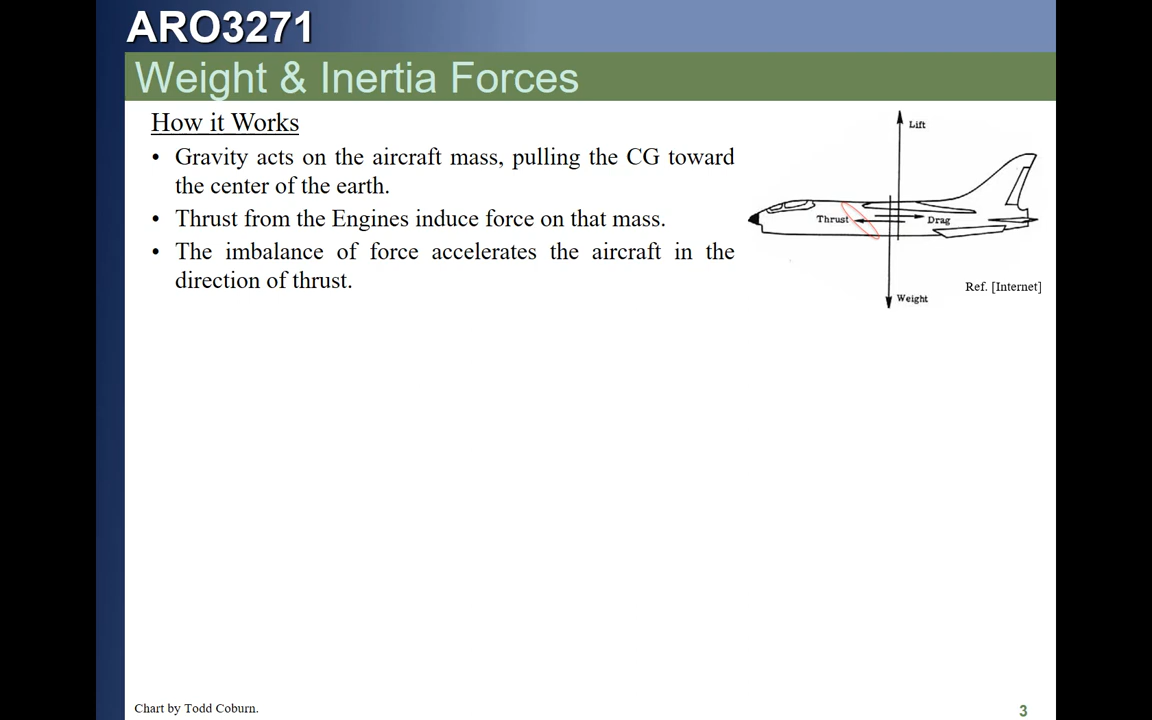 ARO3271
Weight & Inertia Forces
How it Works
• Gravity acts on the aircraft mass, pulling the CG toward
the center of the earth.
• Thrust from the Engines induce force on that mass.
• The imbalance of force accelerates the aircraft in the
direction of thrust.
Lift
Thrust
Drag
Weight
Ref. [Internet]
Chart by Todd Coburn.
3